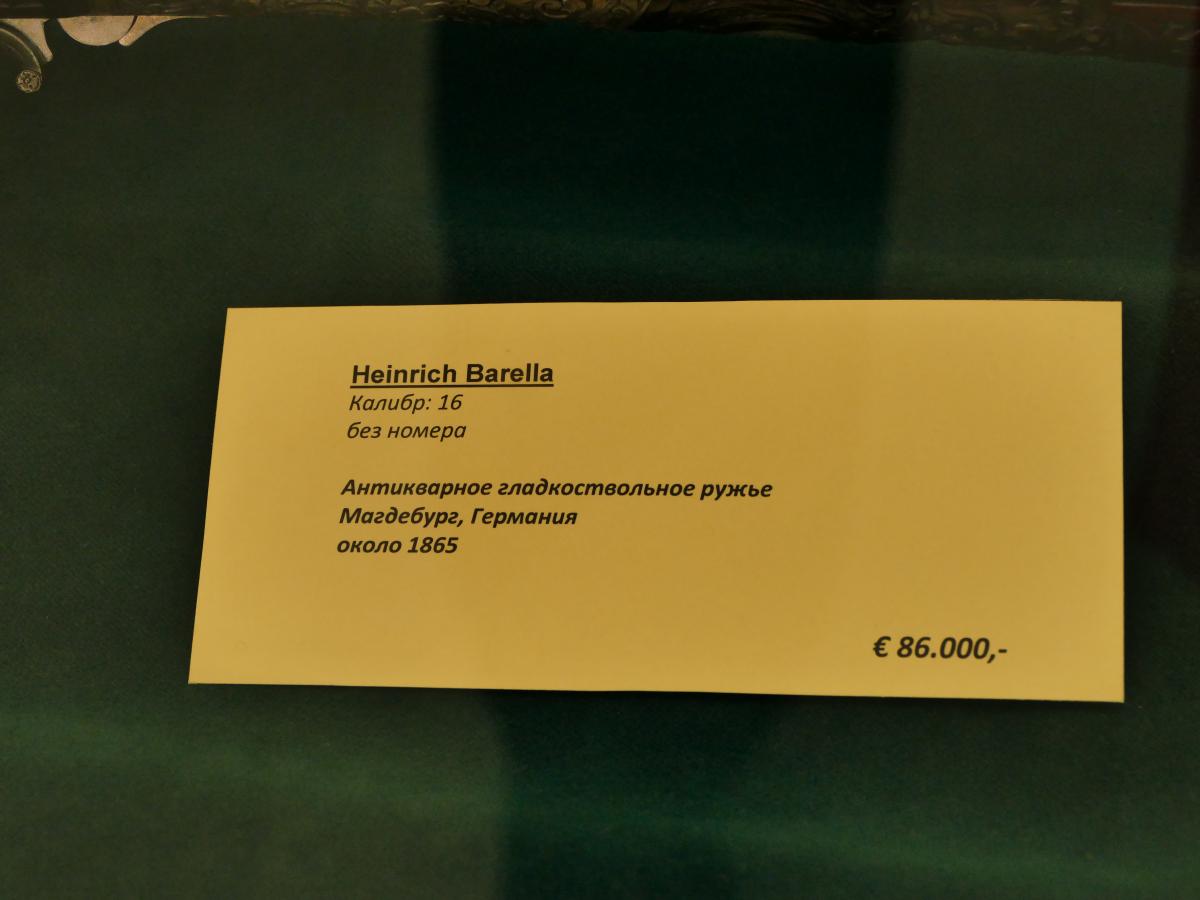 Heinrich Barella
Калибр: 16
без номера
Антикварное гладкоствольное ружье
Магдебург, Германия
около 1865
€ 86.000,-